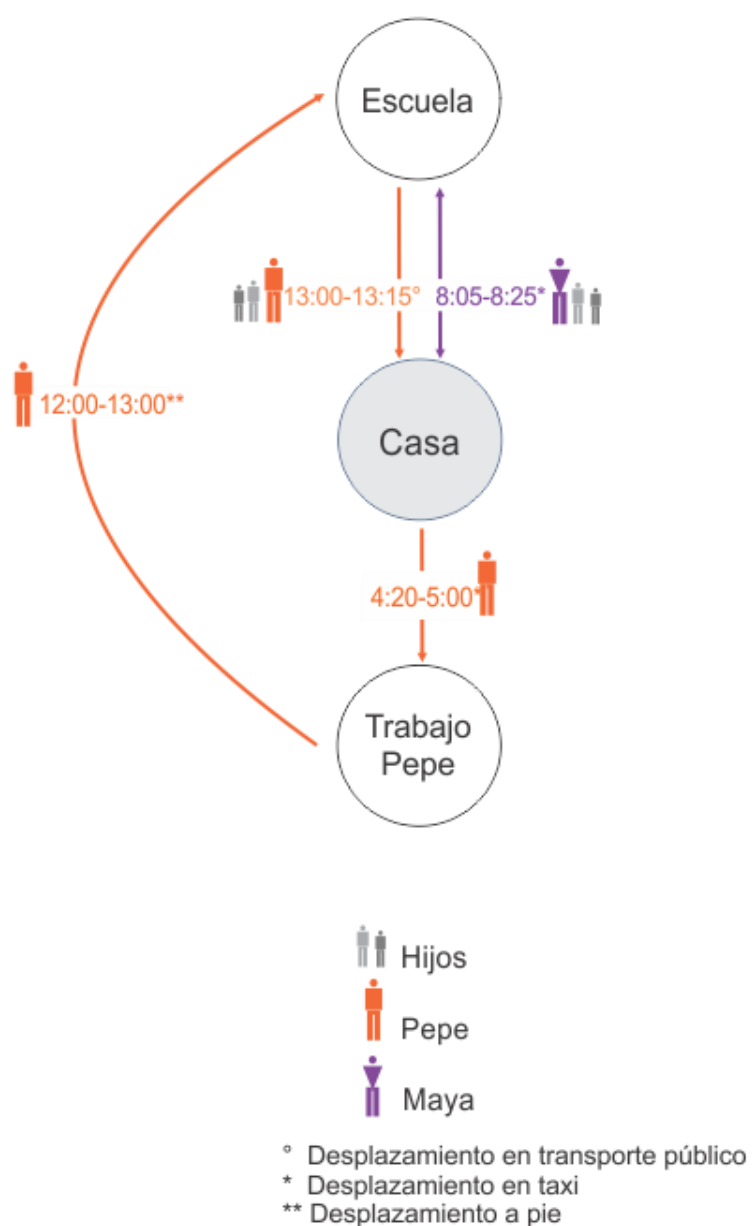 Escuela
13:00-13:15°
8:05-8:25*
12:00-13:00**
Casa
4:20-5:00*
Trabajo
Pepe
Hijos
Pepe
Maya
° Desplazamiento en transporte público
* Desplazamiento en taxi
** Desplazamiento a pie